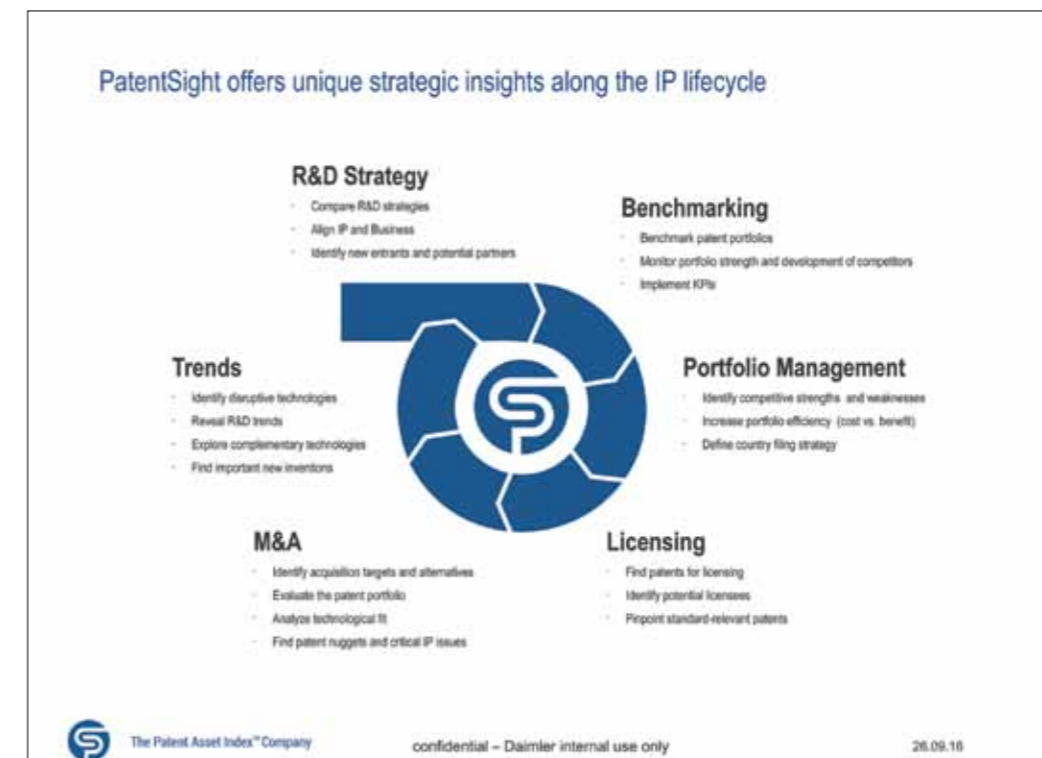 PatentSight offers unique strategic insights along the IP lifecycle
R&D Strategy
Compare R&D strategies
Align IP and Business
Identify new entrants and potential partners
Benchmarking
Benchmark patent portfolios
Monitor portfolio strength and development of competitors
Implement KPIs
Trends
Identify disruptive technologies
Reveal R&D trends
Explore complementary technologies
Find important new inventions
Portfolio Management
Identify competitive strengths and weaknesses
Increase portfolio efficiency (cost vs. benefit)
Define country filing strategy
M&A
Identify acquisition targets and alternatives
Evaluate the patent portfolio
Analyze technological fit
Find patent nuggets and critical IP issues
Licensing
Find patents for licensing
Identify potential licensees
Pinpoint standard-relevant patents
The Patent Asset Index™ Company
confidential – Daimler internal use only
26.09.16